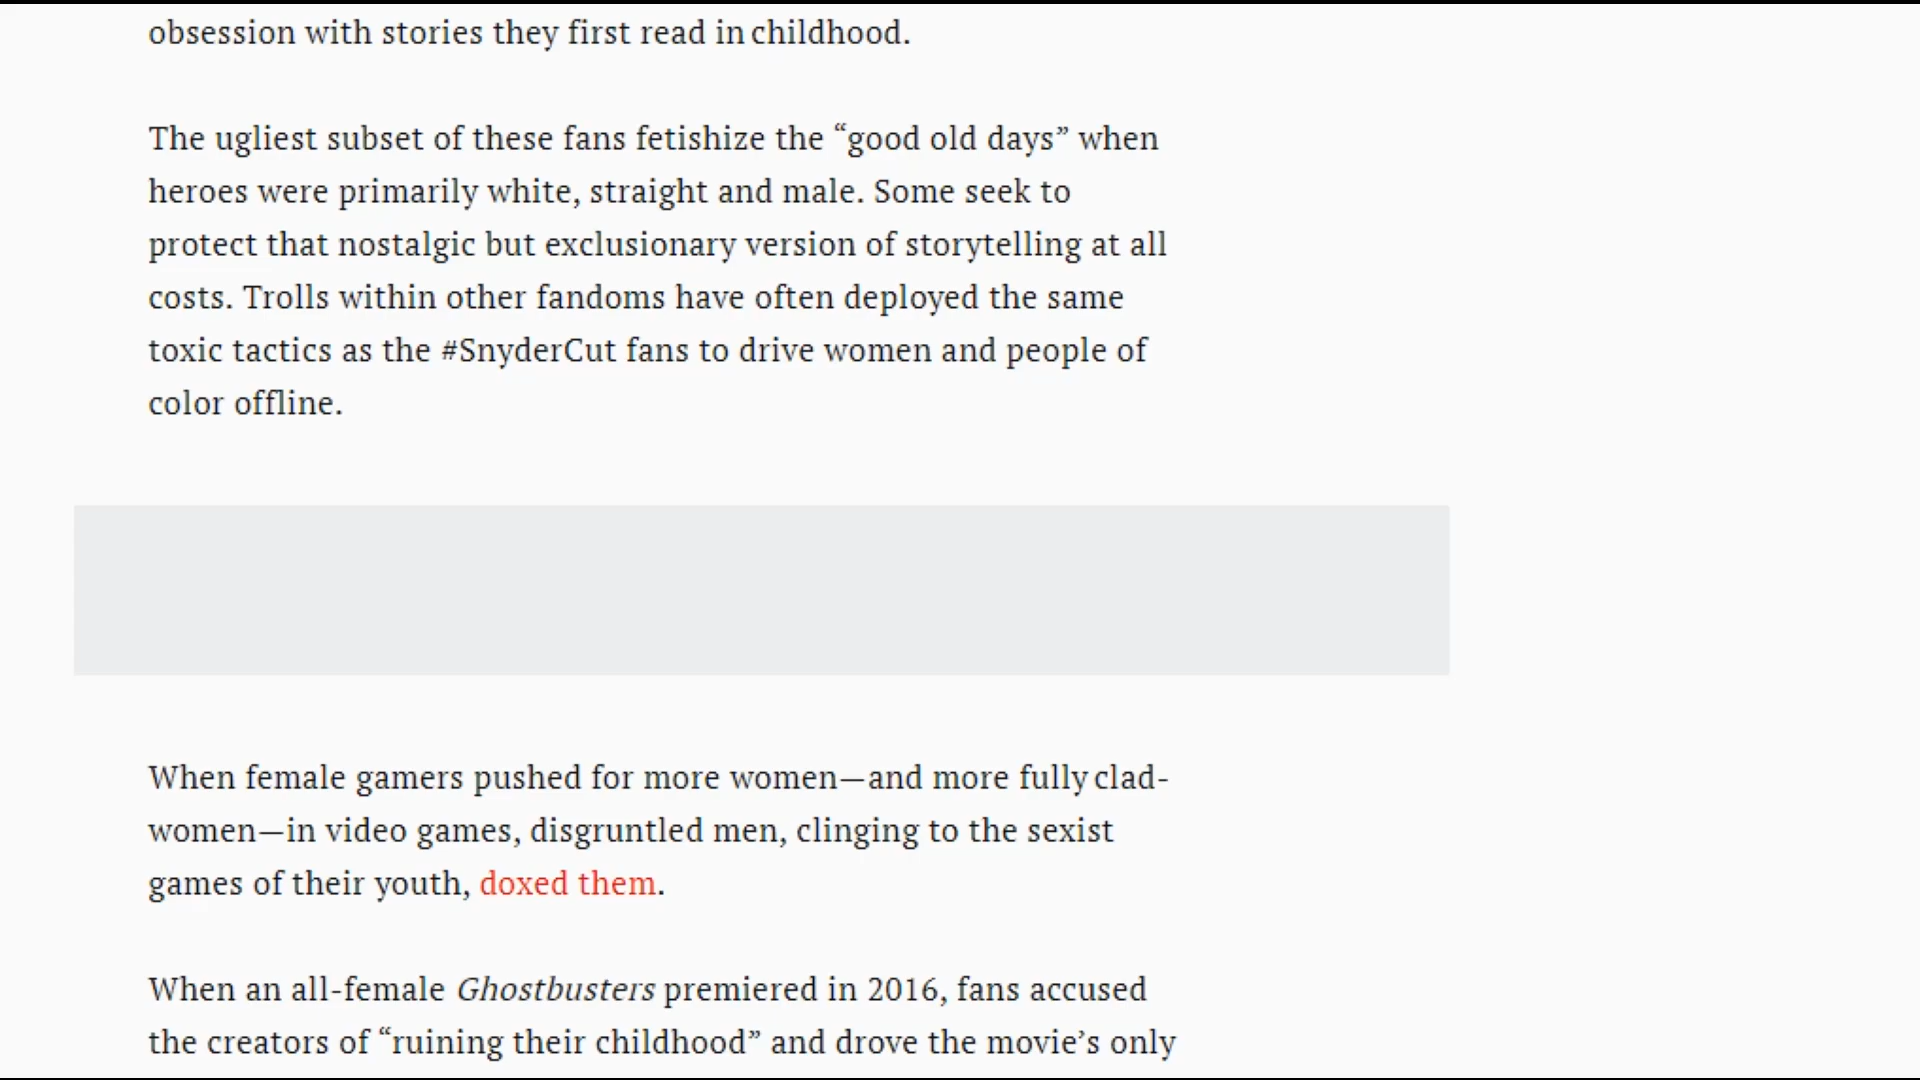 obsession with stories they first read in childhood.
The ugliest subset of these fans fetishize the “good old days” when
heroes were primarily white, straight and male. Some seek to
protect that nostalgic but exclusionary version of storytelling at all
costs. Trolls within other fandoms have often deployed the same
toxic tactics as the #SnyderCut fans to drive women and people of
color offline.
When female gamers pushed for more women—and more fully clad-
women—in video games, disgruntled men, clinging to the sexist
games of their youth, doxed them.
When an all-female Ghostbusters premiered in 2016, fans accused
the creators of “ruining their childhood” and drove the movie’s only